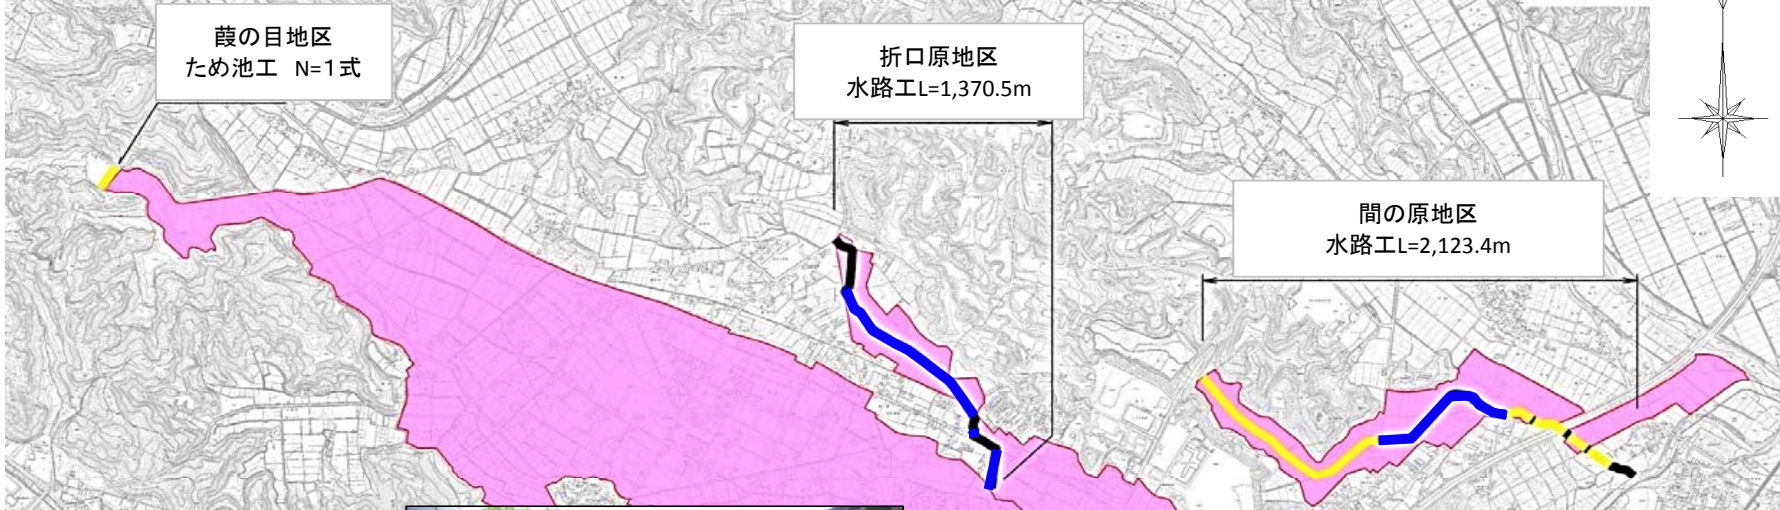 葭の目地区
ため池工 N=1式
折口原地区
水路工L=1,370.5m
間の原地区
水路工L=2,123.4m